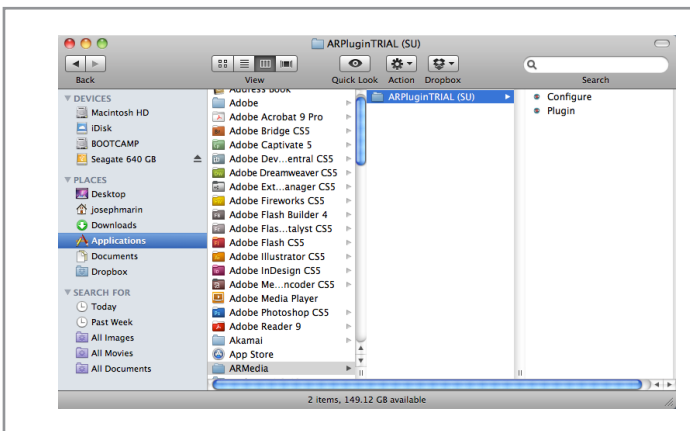 ARPluginTRIAL (SU)
Back View Quick Look Action Dropbox Search
DEVICES
Macintosh HD
iDisk
BOOTCAMP
Seagate 640 GB
PLACES
Desktop
josephmarin
Downloads
Applications
Documents
Dropbox
SEARCH FOR
Today
Past Week
All Images
All Movies
All Documents
Address Book
Adobe
Adobe Acrobat 9 Pro
Adobe Bridge CS5
Adobe Captivate 5
Adobe Dev...entral CS5
Adobe Dreamweaver CS5
Adobe Ext...anager CS5
Adobe Fireworks CS5
Adobe Flash Builder 4
Adobe Flas...talyst CS5
Adobe Flash CS5
Adobe Illustrator CS5
Adobe InDesign CS5
Adobe Me...ncoder CS5
Adobe Media Player
Adobe Photoshop CS5
Adobe Reader 9
Akamai
App Store
ARMedia
ARPluginTRIAL (SU)
Configure
Plugin
2 items, 149.12 GB available